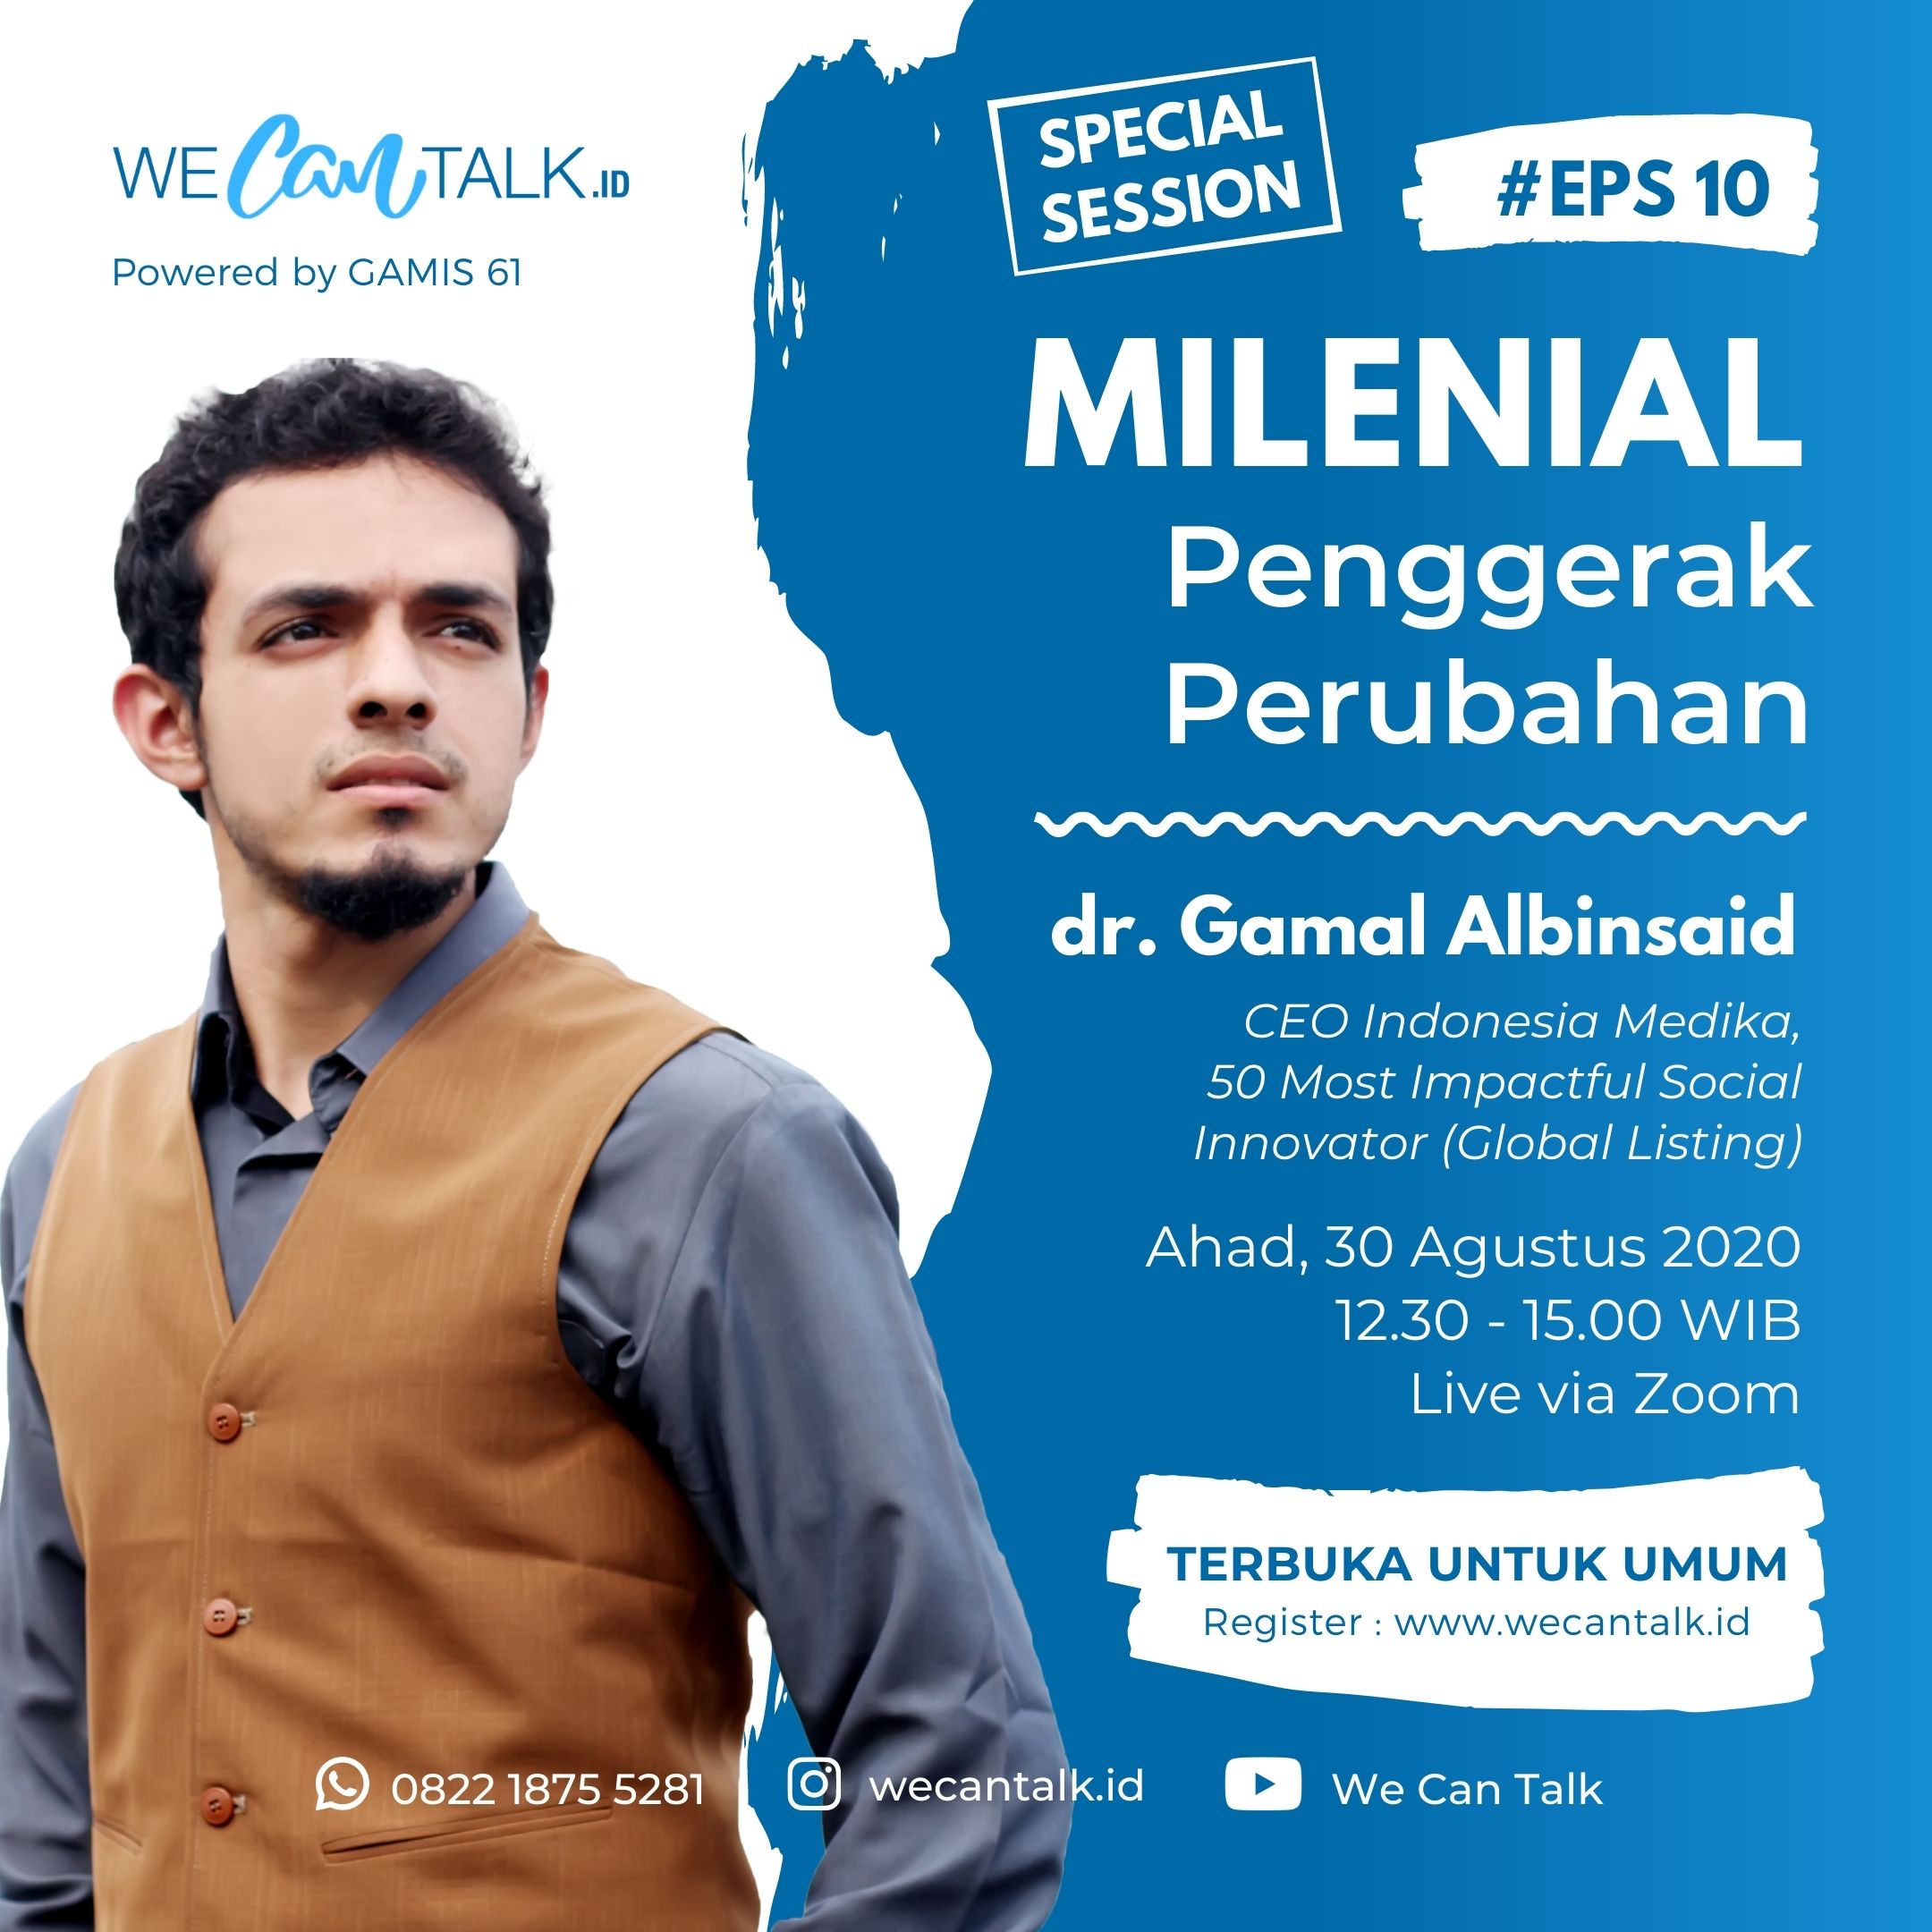 WE Can TALK.ID
Powered by GAMIS 61
SPECIAL
SESSION
#EPS 10
MILENIAL
Penggerak
Perubahan
dr. Gamal Albinsaid
CEO Indonesia Medika,
50 Most Impactful Social
Innovator (Global Listing)
Ahad, 30 Agustus 2020
12.30 - 15.00 WIB
Live via Zoom
TERBUKA UNTUK UMUM
Register : www.wecantalk.id
0822 1875 5281 wecantalk.id We Can Talk